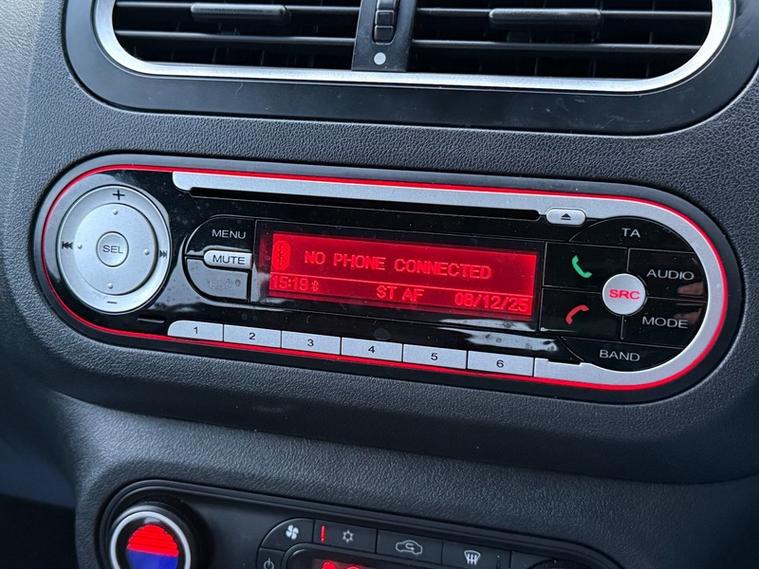 TA
MENU
SEL
MUTE
NO PHONE CONNECTED
AUDIO
15:18
ST AF
08/12/25
SRC
MODE
1
2
3
4
5
6
BAND